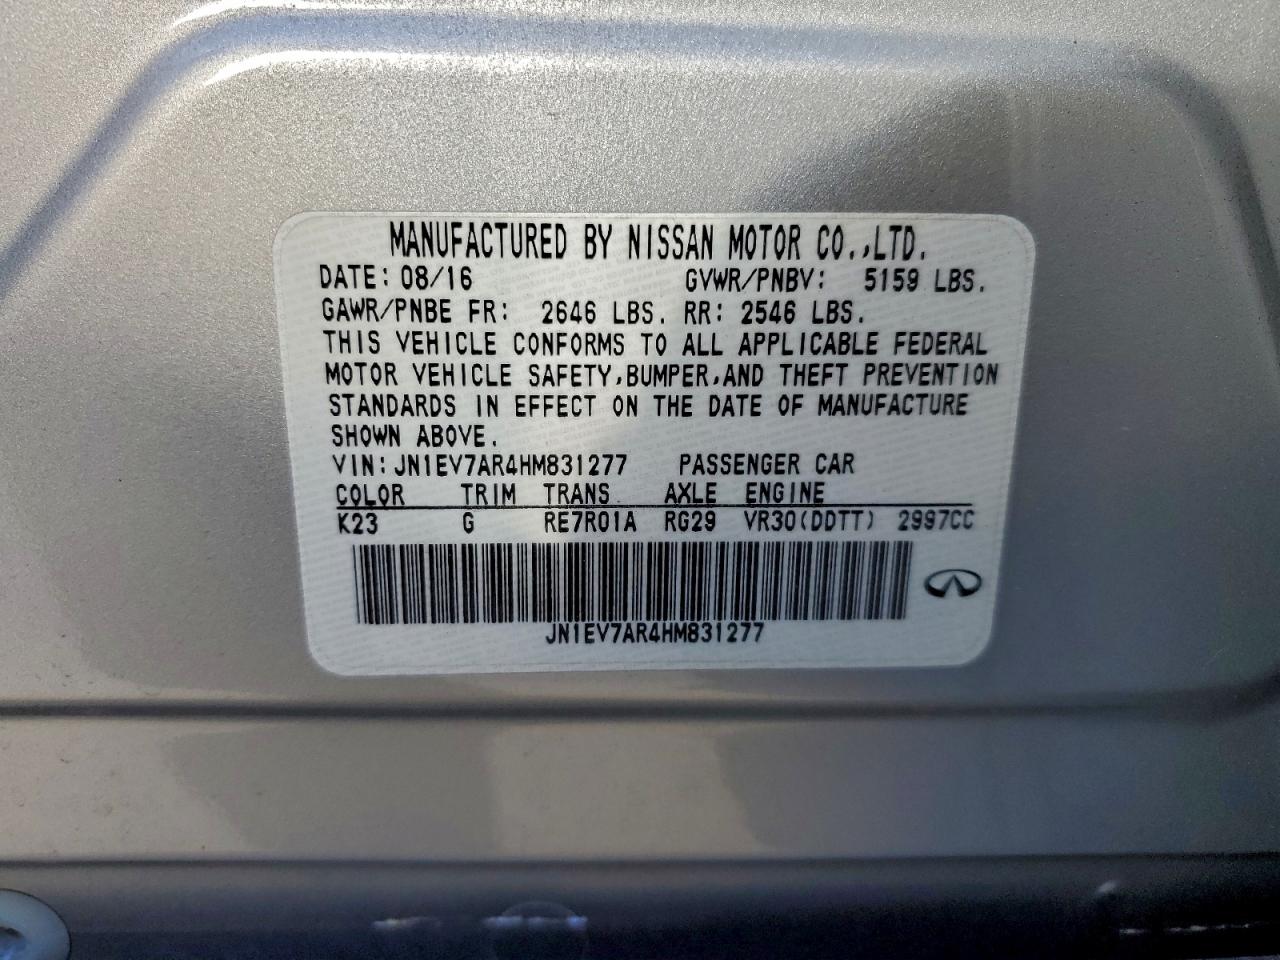 MANUFACTURED BY NISSAN MOTOR CO.,LTD.
DATE: 08/16 GVWR/PNBV: 5159 LBS.
GAWR/PNBE FR: 2646 LBS. RR: 2546 LBS.
THIS VEHICLE CONFORMS TO ALL APPLICABLE FEDERAL
MOTOR VEHICLE SAFETY,BUMPER,AND THEFT PREVENTION
STANDARDS IN EFFECT ON THE DATE OF MANUFACTURE
SHOWN ABOVE.
VIN:JN1EV7AR4HM831277 PASSENGER CAR
COLOR TRIM TRANS AXLE ENGINE
K23 G RE7R01A RG29 VR30(DDTT) 2997CC
JN1EV7AR4HM831277